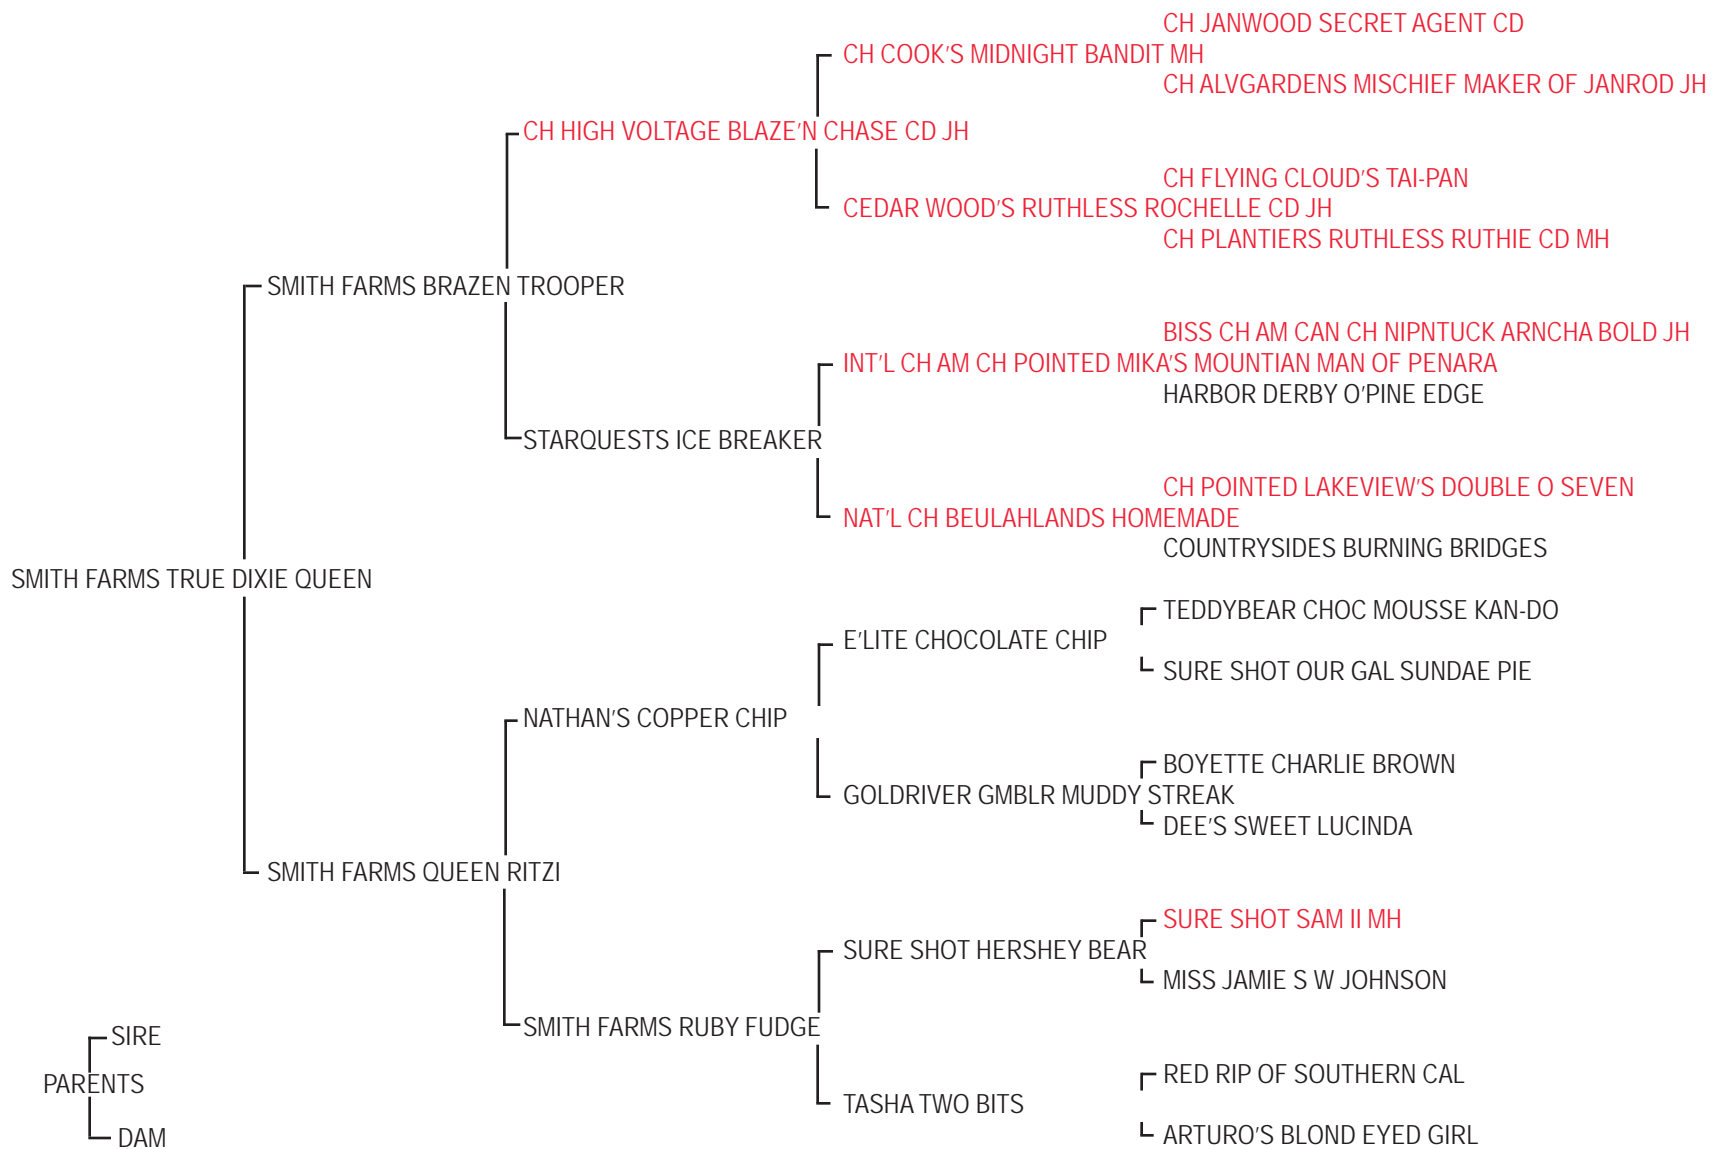 CH JANWOOD SECRET AGENT CD
CH COOK'S MIDNIGHT BANDIT MH
CH ALVGARDENS MISCHIEF MAKER OF JANROD JH
CH HIGH VOLTAGE BLAZE'N CHASE CD JH
CH FLYING CLOUD'S TAI-PAN
CEDAR WOOD'S RUTHLESS ROCHELLE CD JH
CH PLANTIERS RUTHLESS RUTHIE CD MH
SMITH FARMS BRAZEN TROOPER
BISS CH AM CAN CH NIPNTUCK ARNCHA BOLD JH
INT'L CH AM CH POINTED MIKA'S MOUNTIAN MAN OF PENARA
HARBOR DERBY O'PINE EDGE
STARQUESTS ICE BREAKER
CH POINTED LAKEVIEW'S DOUBLE O SEVEN
NAT'L CH BEULAHLANDS HOMEMADE
COUNTRYSIDES BURNING BRIDGES
SMITH FARMS TRUE DIXIE QUEEN
TEDDYBEAR CHOC MOUSSE KAN-DO
E'LITE CHOCOLATE CHIP
SURE SHOT OUR GAL SUNDAE PIE
NATHAN'S COPPER CHIP
BOYETTE CHARLIE BROWN
GOLDRIVER GMBLR MUDDY STREAK
DEE'S SWEET LUCINDA
SMITH FARMS QUEEN RITZI
SURE SHOT SAM II MH
SURE SHOT HERSHEY BEAR
MISS JAMIE S W JOHNSON
SMITH FARMS RUBY FUDGE
RED RIP OF SOUTHERN CAL
TASHA TWO BITS
ARTURO'S BLOND EYED GIRL
SIRE
PARENTS
DAM